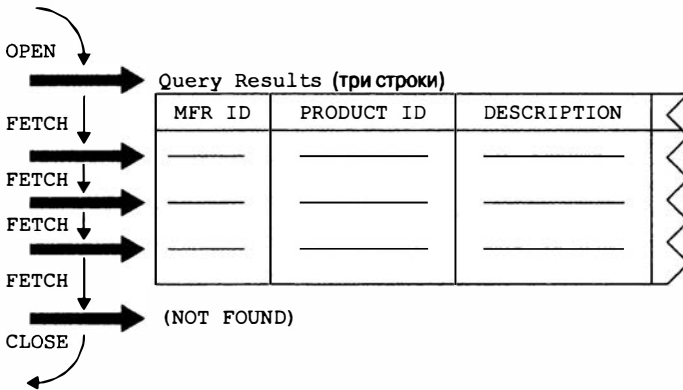 OPEN
Query Results (три строки)
MFR ID PRODUCT ID DESCRIPTION
FETCH
FETCH
FETCH
FETCH
(NOT FOUND)
CLOSE